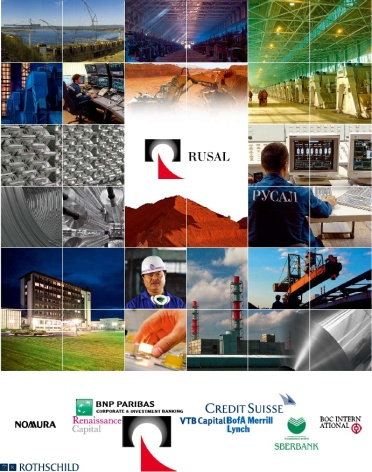 RUSAL
РУСАЛ
BNP PARIBAS
CORPORATE & INVESTMENT BANKING
CREDIT SUISSE
NOMURA
Renaissance
Capital
VTB Capital
BofA Merrill
Lynch
SBERBANK
BOC INTERN
ATIONAL
ROTHSCHILD